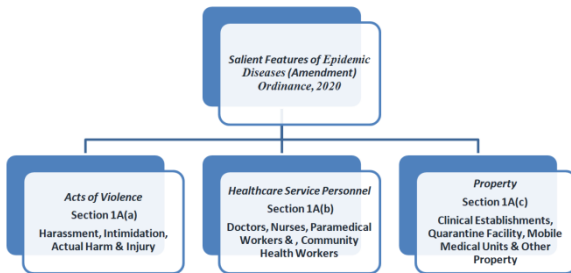 Salient Features of Epidemic
Diseases (Amendment)
Ordinance, 2020
Acts of Violence
Section 1A(a)
Harassment, Intimidation,
Actual Harm & Injury
Healthcare Service Personnel
Section 1A(b)
Doctors, Nurses, Paramedical
Workers & , Community
Health Workers
Property
Section 1A(c)
Clinical Establishments,
Quarantine Facility, Mobile
Medical Units & Other
Property